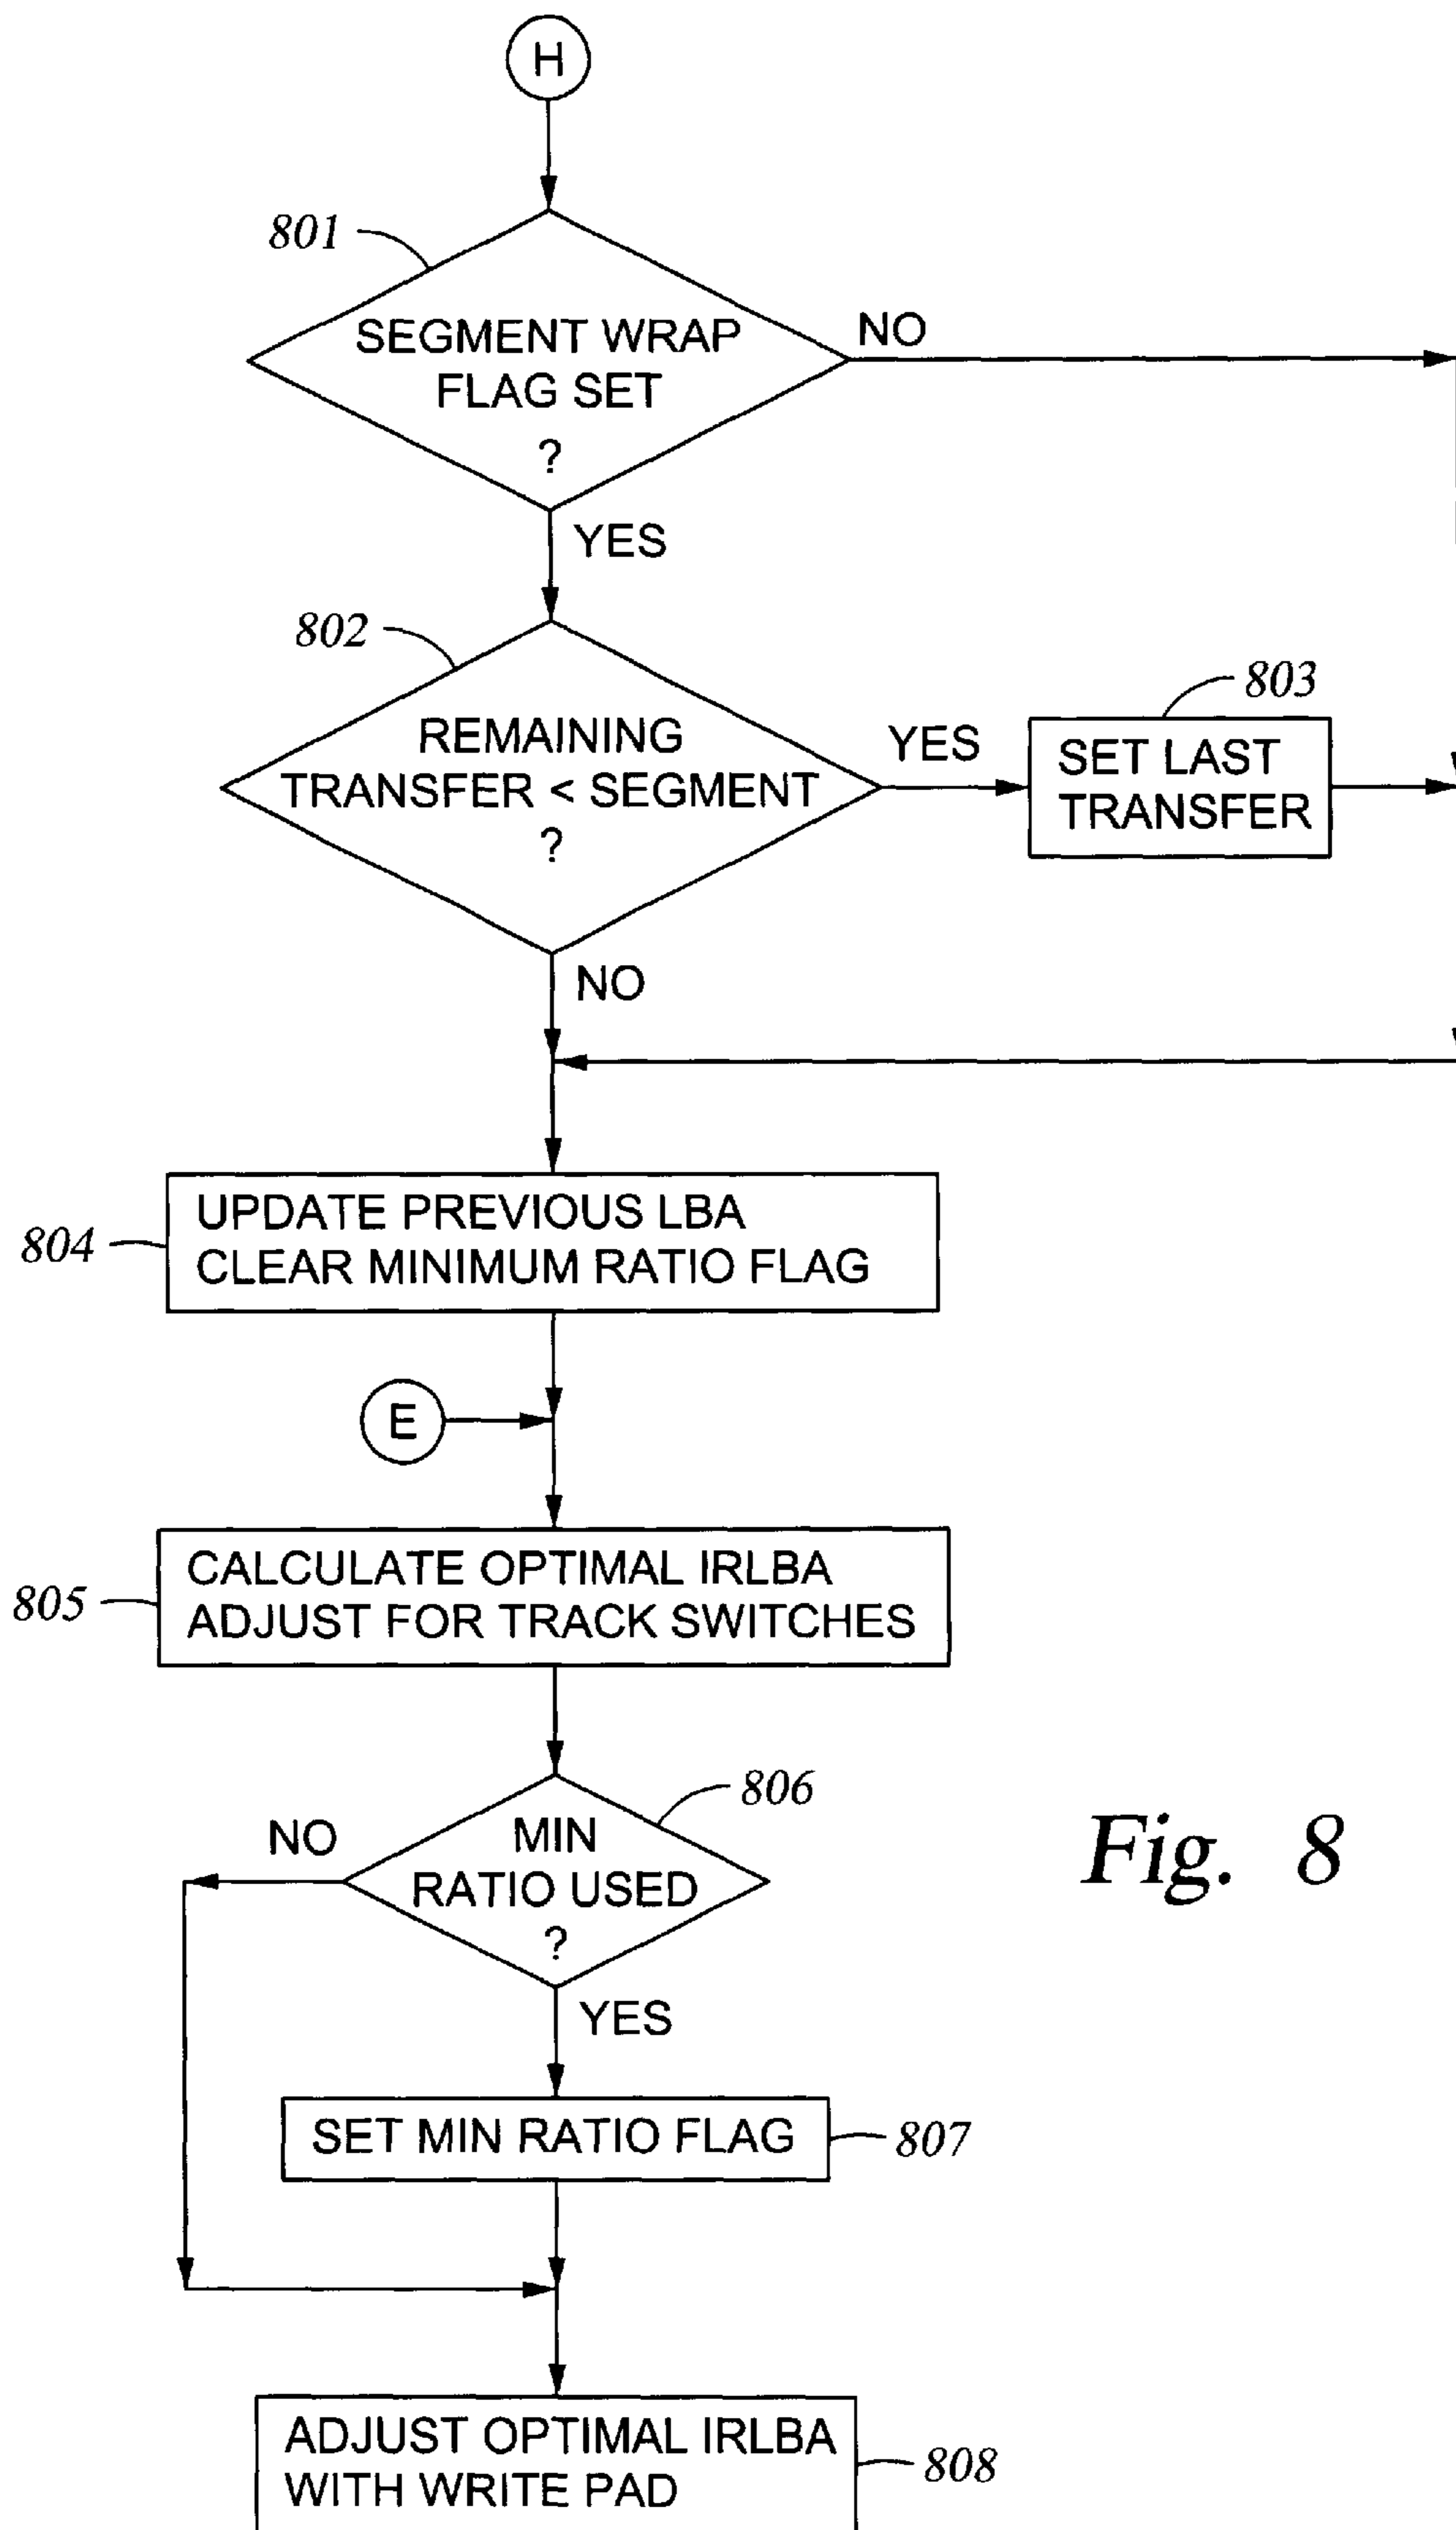 H
801
SEGMENT WRAP
FLAG SET
?
NO
YES
802
REMAINING
TRANSFER < SEGMENT
?
YES
803
SET LAST
TRANSFER
NO
804
UPDATE PREVIOUS LBA
CLEAR MINIMUM RATIO FLAG
E
805
CALCULATE OPTIMAL IRLBA
ADJUST FOR TRACK SWITCHES
806
MIN
RATIO USED
?
NO
YES
Fig. 8
SET MIN RATIO FLAG
807
ADJUST OPTIMAL IRLBA
WITH WRITE PAD
808